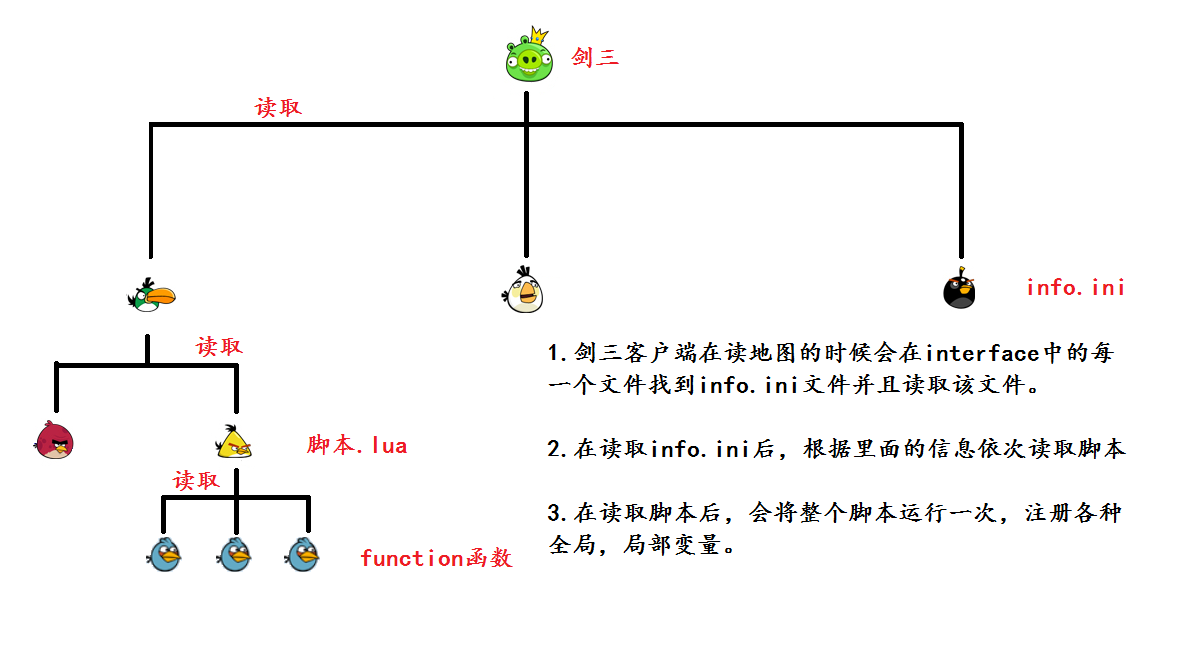 剑三
读取
info.ini
读取
1.剑三客户端在读地图的时候会在interface中的每
一个文件找到info.ini文件并且读取该文件。
脚本.lua
2.在读取info.ini后，根据里面的信息依次读取脚本
读取
3.在读取脚本后，会将整个脚本运行一次，注册各种
全局，局部变量。
function函数